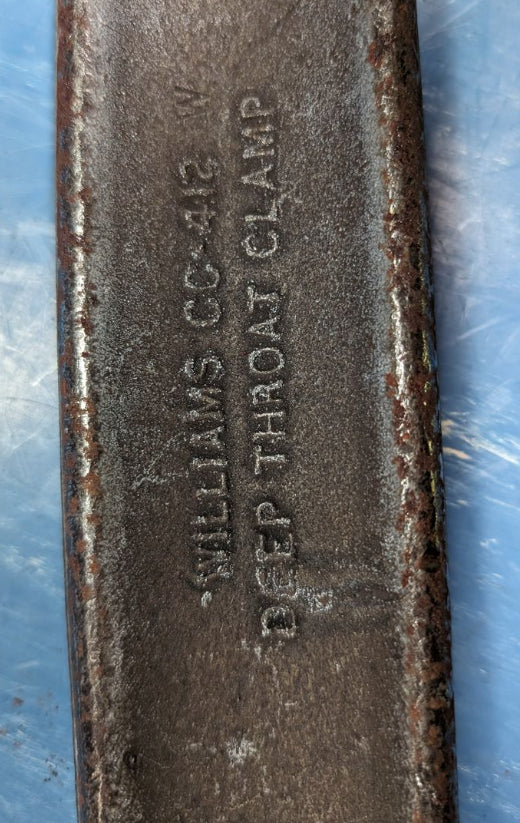 WILLIAMS CC-412 W
DEEP THROAT CLAMP